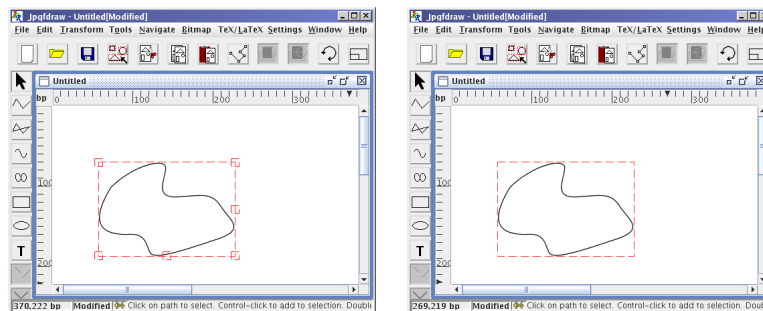 Jpgfdraw - Untitled[Modified]
File Edit Transform Tools Navigate Bitmap TeX/LaTeX Settings Window Help
Untitled
bp 0 100 200 300
100
T
200
370,222 bp Modified Click on path to select. Control-click to add to selection. Doubl
Jpgfdraw - Untitled[Modified]
File Edit Transform Tools Navigate Bitmap TeX/LaTeX Settings Window Help
Untitled
bp 0 100 200 300
100
T
200
269,219 bp Modified Click on path to select. Control-click to add to selection. Doubl